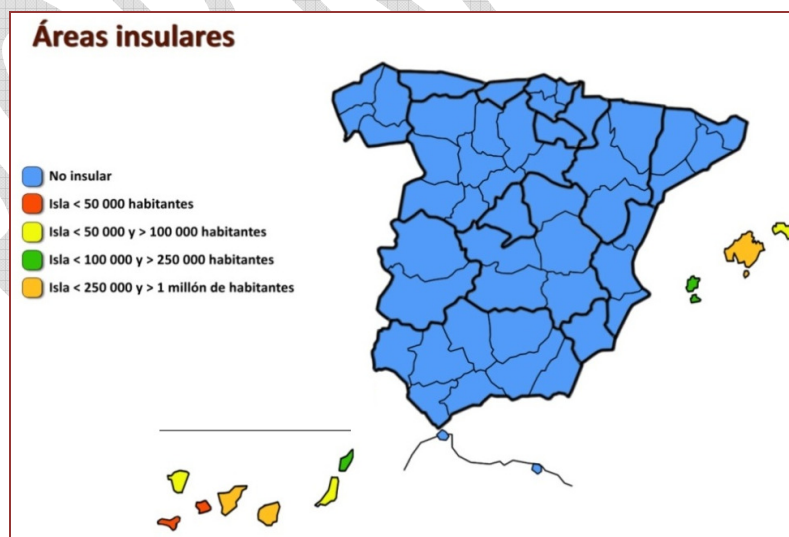 Áreas insulares
No insular
Isla < 50 000 habitantes
Isla < 50 000 y > 100 000 habitantes
Isla < 100 000 y > 250 000 habitantes
Isla < 250 000 y > 1 millón de habitantes